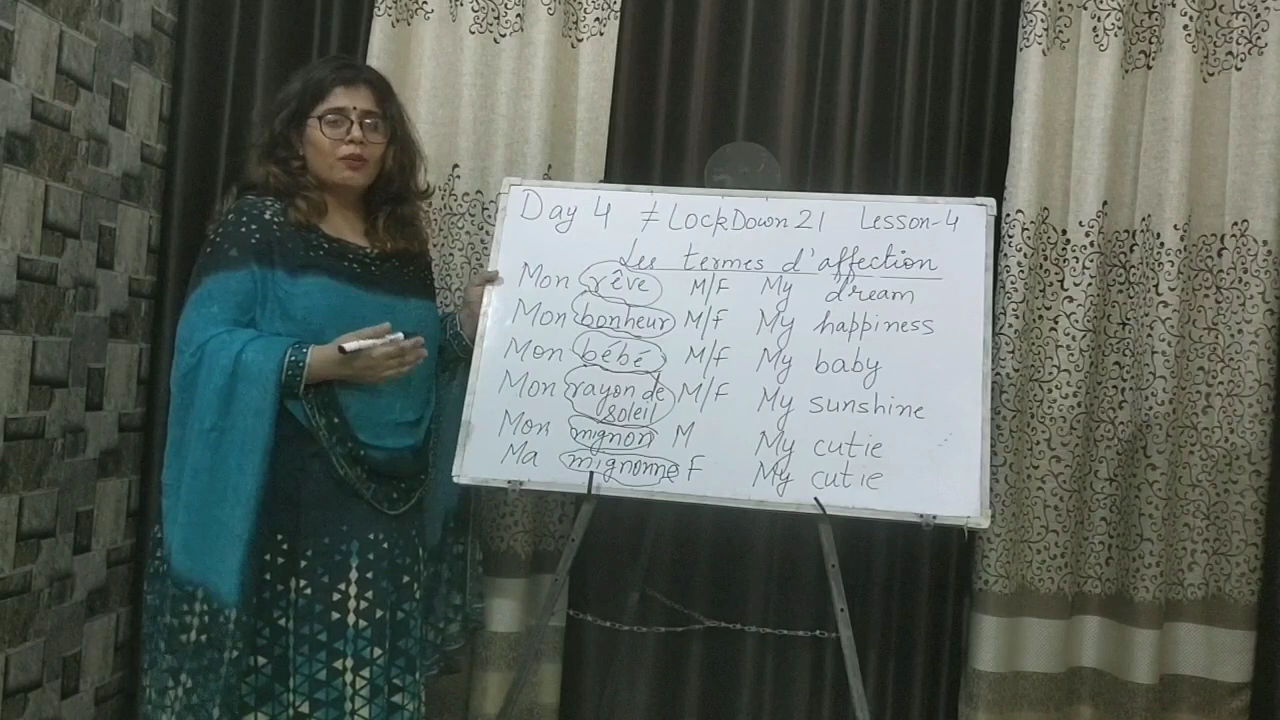 Day 4 ≠ LockDown21 Lesson-4
Les termes d'affection
Mon rêve M/F My dream
Mon bonheur M/F My happiness
Mon bébé M/F My baby
Mon rayon de soleil M/F My sunshine
Mon mignon M My cutie
Ma mignonne F My cutie